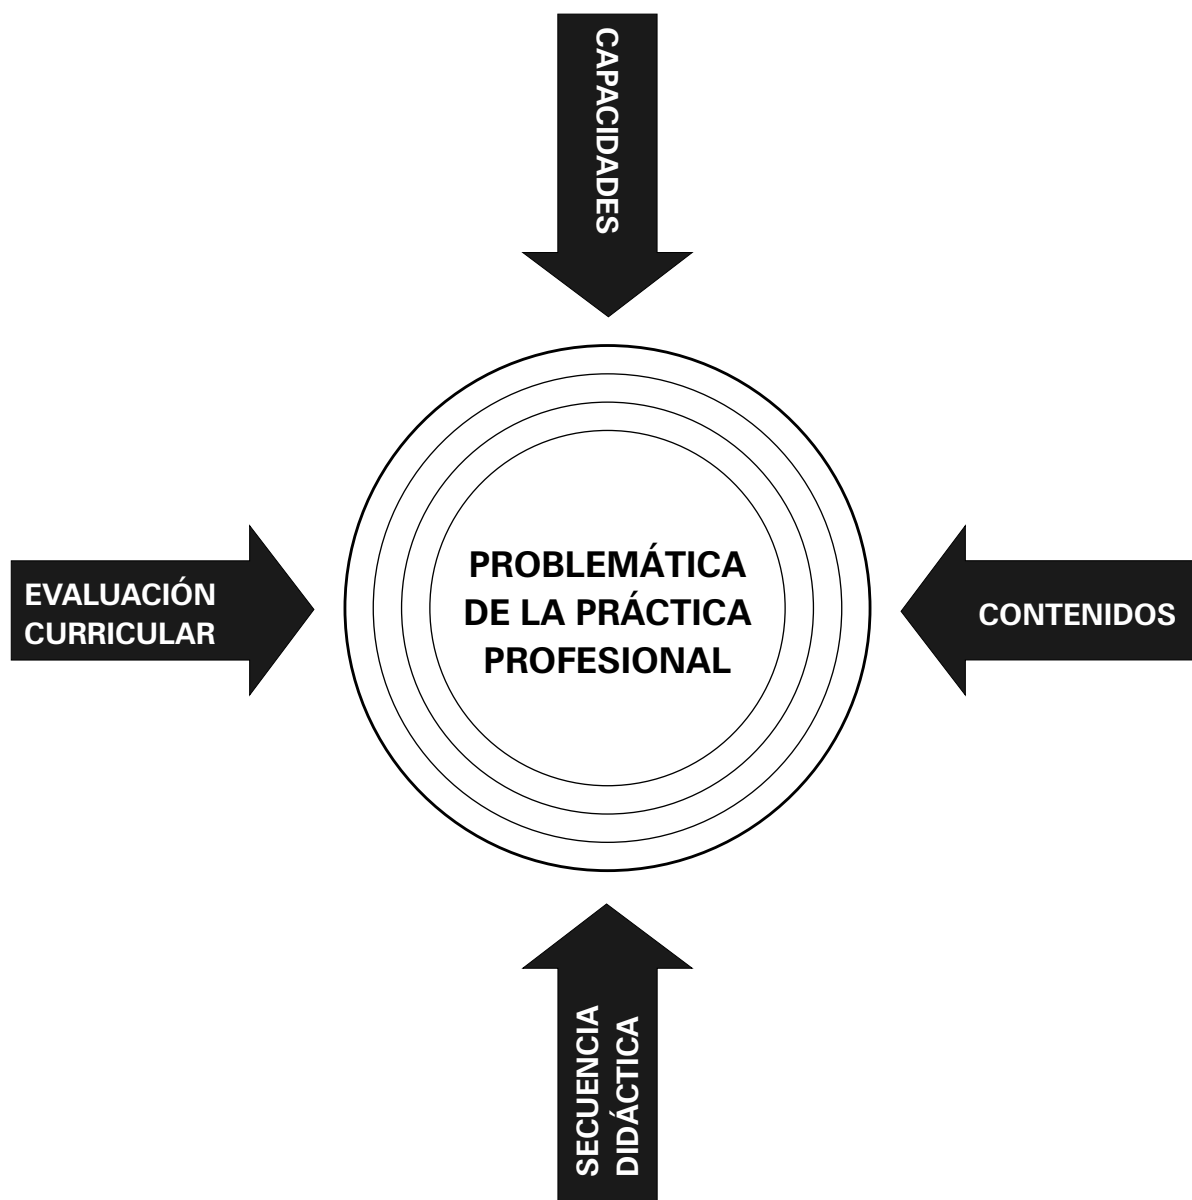 CAPACIDADES
PROBLEMÁTICA
DE LA PRÁCTICA
PROFESIONAL
EVALUACIÓN
CURRICULAR
CONTENIDOS
SECUENCIA
DIDÁCTICA